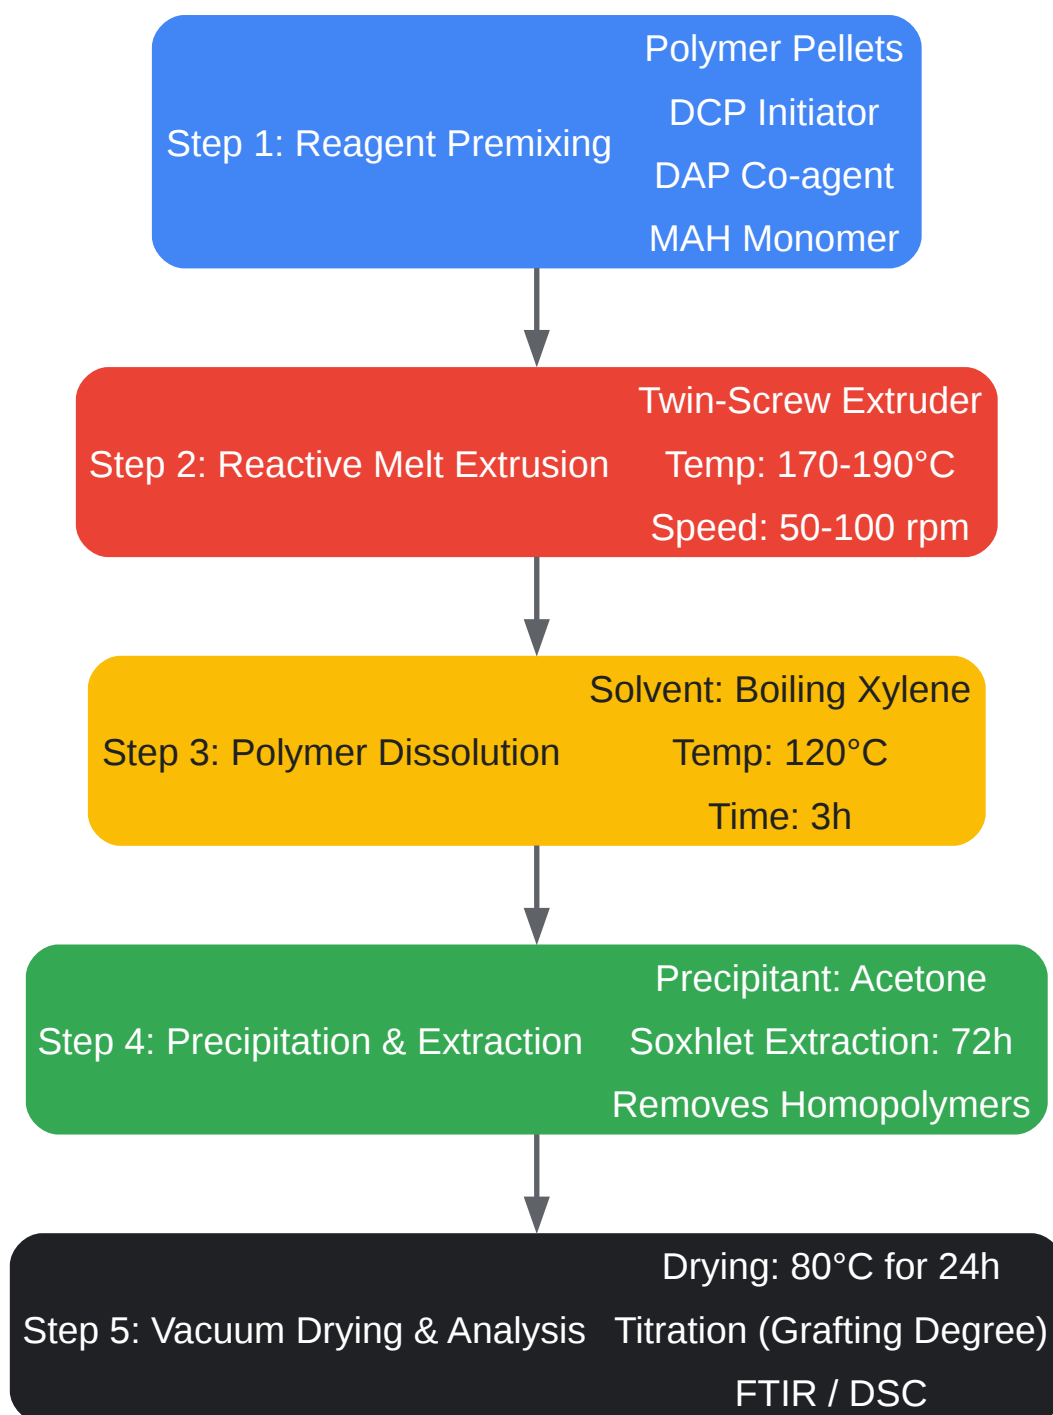 Step 1: Reagent Premixing
Polymer Pellets
DCP Initiator
DAP Co-agent
MAH Monomer
Step 2: Reactive Melt Extrusion
Twin-Screw Extruder
Temp: 170-190°C
Speed: 50-100 rpm
Step 3: Polymer Dissolution
Solvent: Boiling Xylene
Temp: 120°C
Time: 3h
Step 4: Precipitation & Extraction
Precipitant: Acetone
Soxhlet Extraction: 72h
Removes Homopolymers
Step 5: Vacuum Drying & Analysis
Drying: 80°C for 24h
Titration (Grafting Degree)
FTIR / DSC